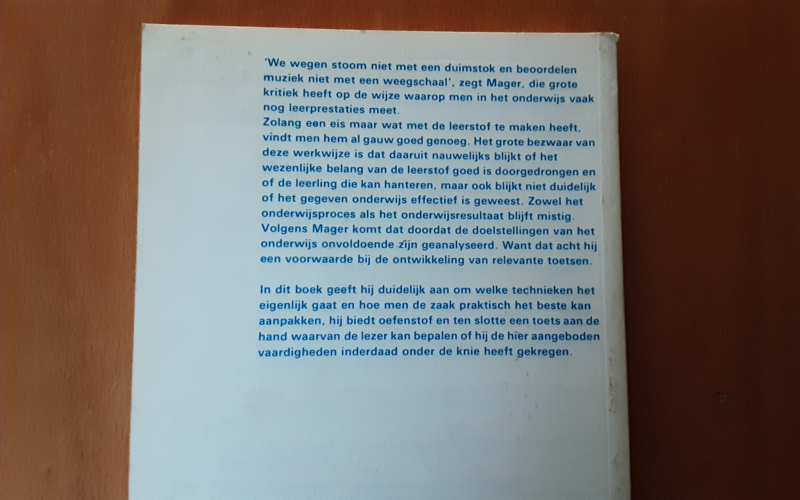 'We wegen stoom niet met een duimstok en beoordelen
muziek niet met een weegschaal', zegt Mager, die grote
kritiek heeft op de wijze waarop men in het onderwijs vaak
nog leerprestaties meet.
Zolang een eis maar wat met de leerstof te maken heeft,
vindt men hem al gauw goed genoeg. Het grote bezwaar van
deze werkwijze is dat daaruit nauwelijks blijkt of het
wezenlijke belang van de leerstof goed is doorgedrongen en
of de leerling die kan hanteren, maar ook blijkt niet duidelijk
of het gegeven onderwijs effectief is geweest. Zowel het
onderwijsproces als het onderwijsresultaat blijft mistig.
Volgens Mager komt dat doordat de doelstellingen van het
onderwijs onvoldoende zijn geanalyseerd. Want dat acht hij
een voorwaarde bij de ontwikkeling van relevante toetsen.
In dit boek geeft hij duidelijk aan om welke technieken het
eigenlijk gaat en hoe men de zaak praktisch het beste kan
aanpakken, hij biedt oefenstof en ten slotte een toets aan de
hand waarvan de lezer kan bepalen of hij de hier aangeboden
vaardigheden inderdaad onder de knie heeft gekregen.